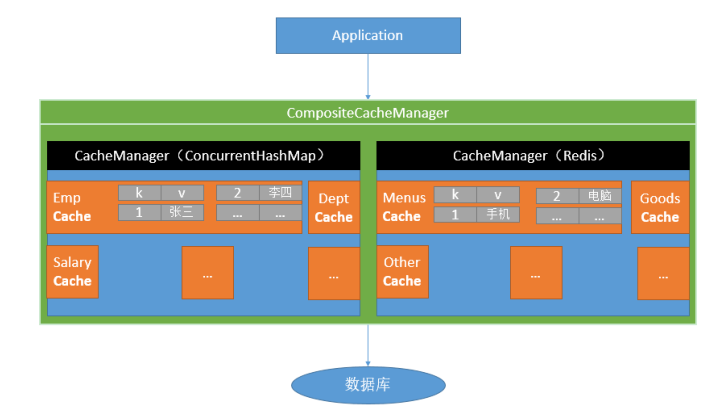 Application
CompositeCacheManager
CacheManager（ConcurrentHashMap）
CacheManager（Redis）
Emp
Cache
k v 2 李四
1 张三 ... ...
Dept
Cache
Menus
Cache
k v 2 电脑
1 手机 ... ...
Goods
Cache
Salary
Cache
...
...
Other
Cache
...
...
数据库